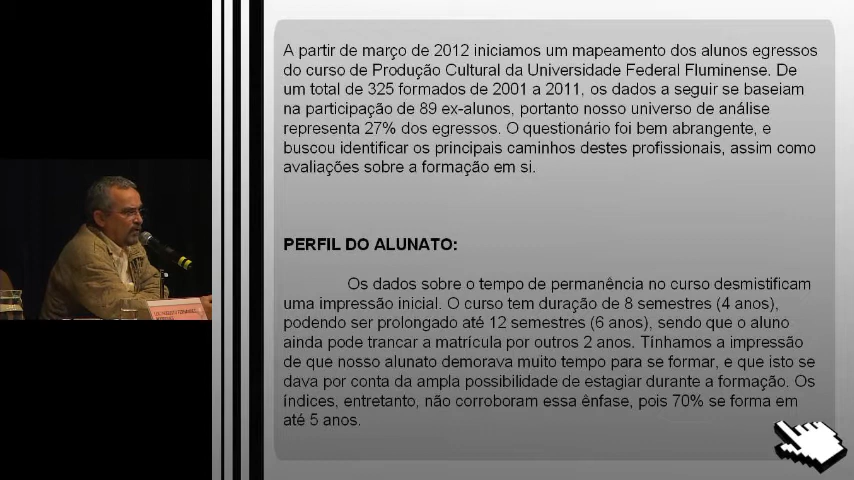 A partir de março de 2012 iniciamos um mapeamento dos alunos egressos
do curso de Produção Cultural da Universidade Federal Fluminense. De
um total de 325 formados de 2001 a 2011, os dados a seguir se baseiam
na participação de 89 ex-alunos, portanto nosso universo de análise
representa 27% dos egressos. O questionário foi bem abrangente, e
buscou identificar os principais caminhos destes profissionais, assim como
avaliações sobre a formação em si.
PERFIL DO ALUNATO:
Os dados sobre o tempo de permanência no curso desmistificam
uma impressão inicial. O curso tem duração de 8 semestres (4 anos),
podendo ser prolongado até 12 semestres (6 anos), sendo que o aluno
ainda pode trancar a matrícula por outros 2 anos. Tínhamos a impressão
de que nosso alunato demorava muito tempo para se formar, e que isto se
dava por conta da ampla possibilidade de estagiar durante a formação. Os
índices, entretanto, não corroboram essa ênfase, pois 70% se forma em
até 5 anos.